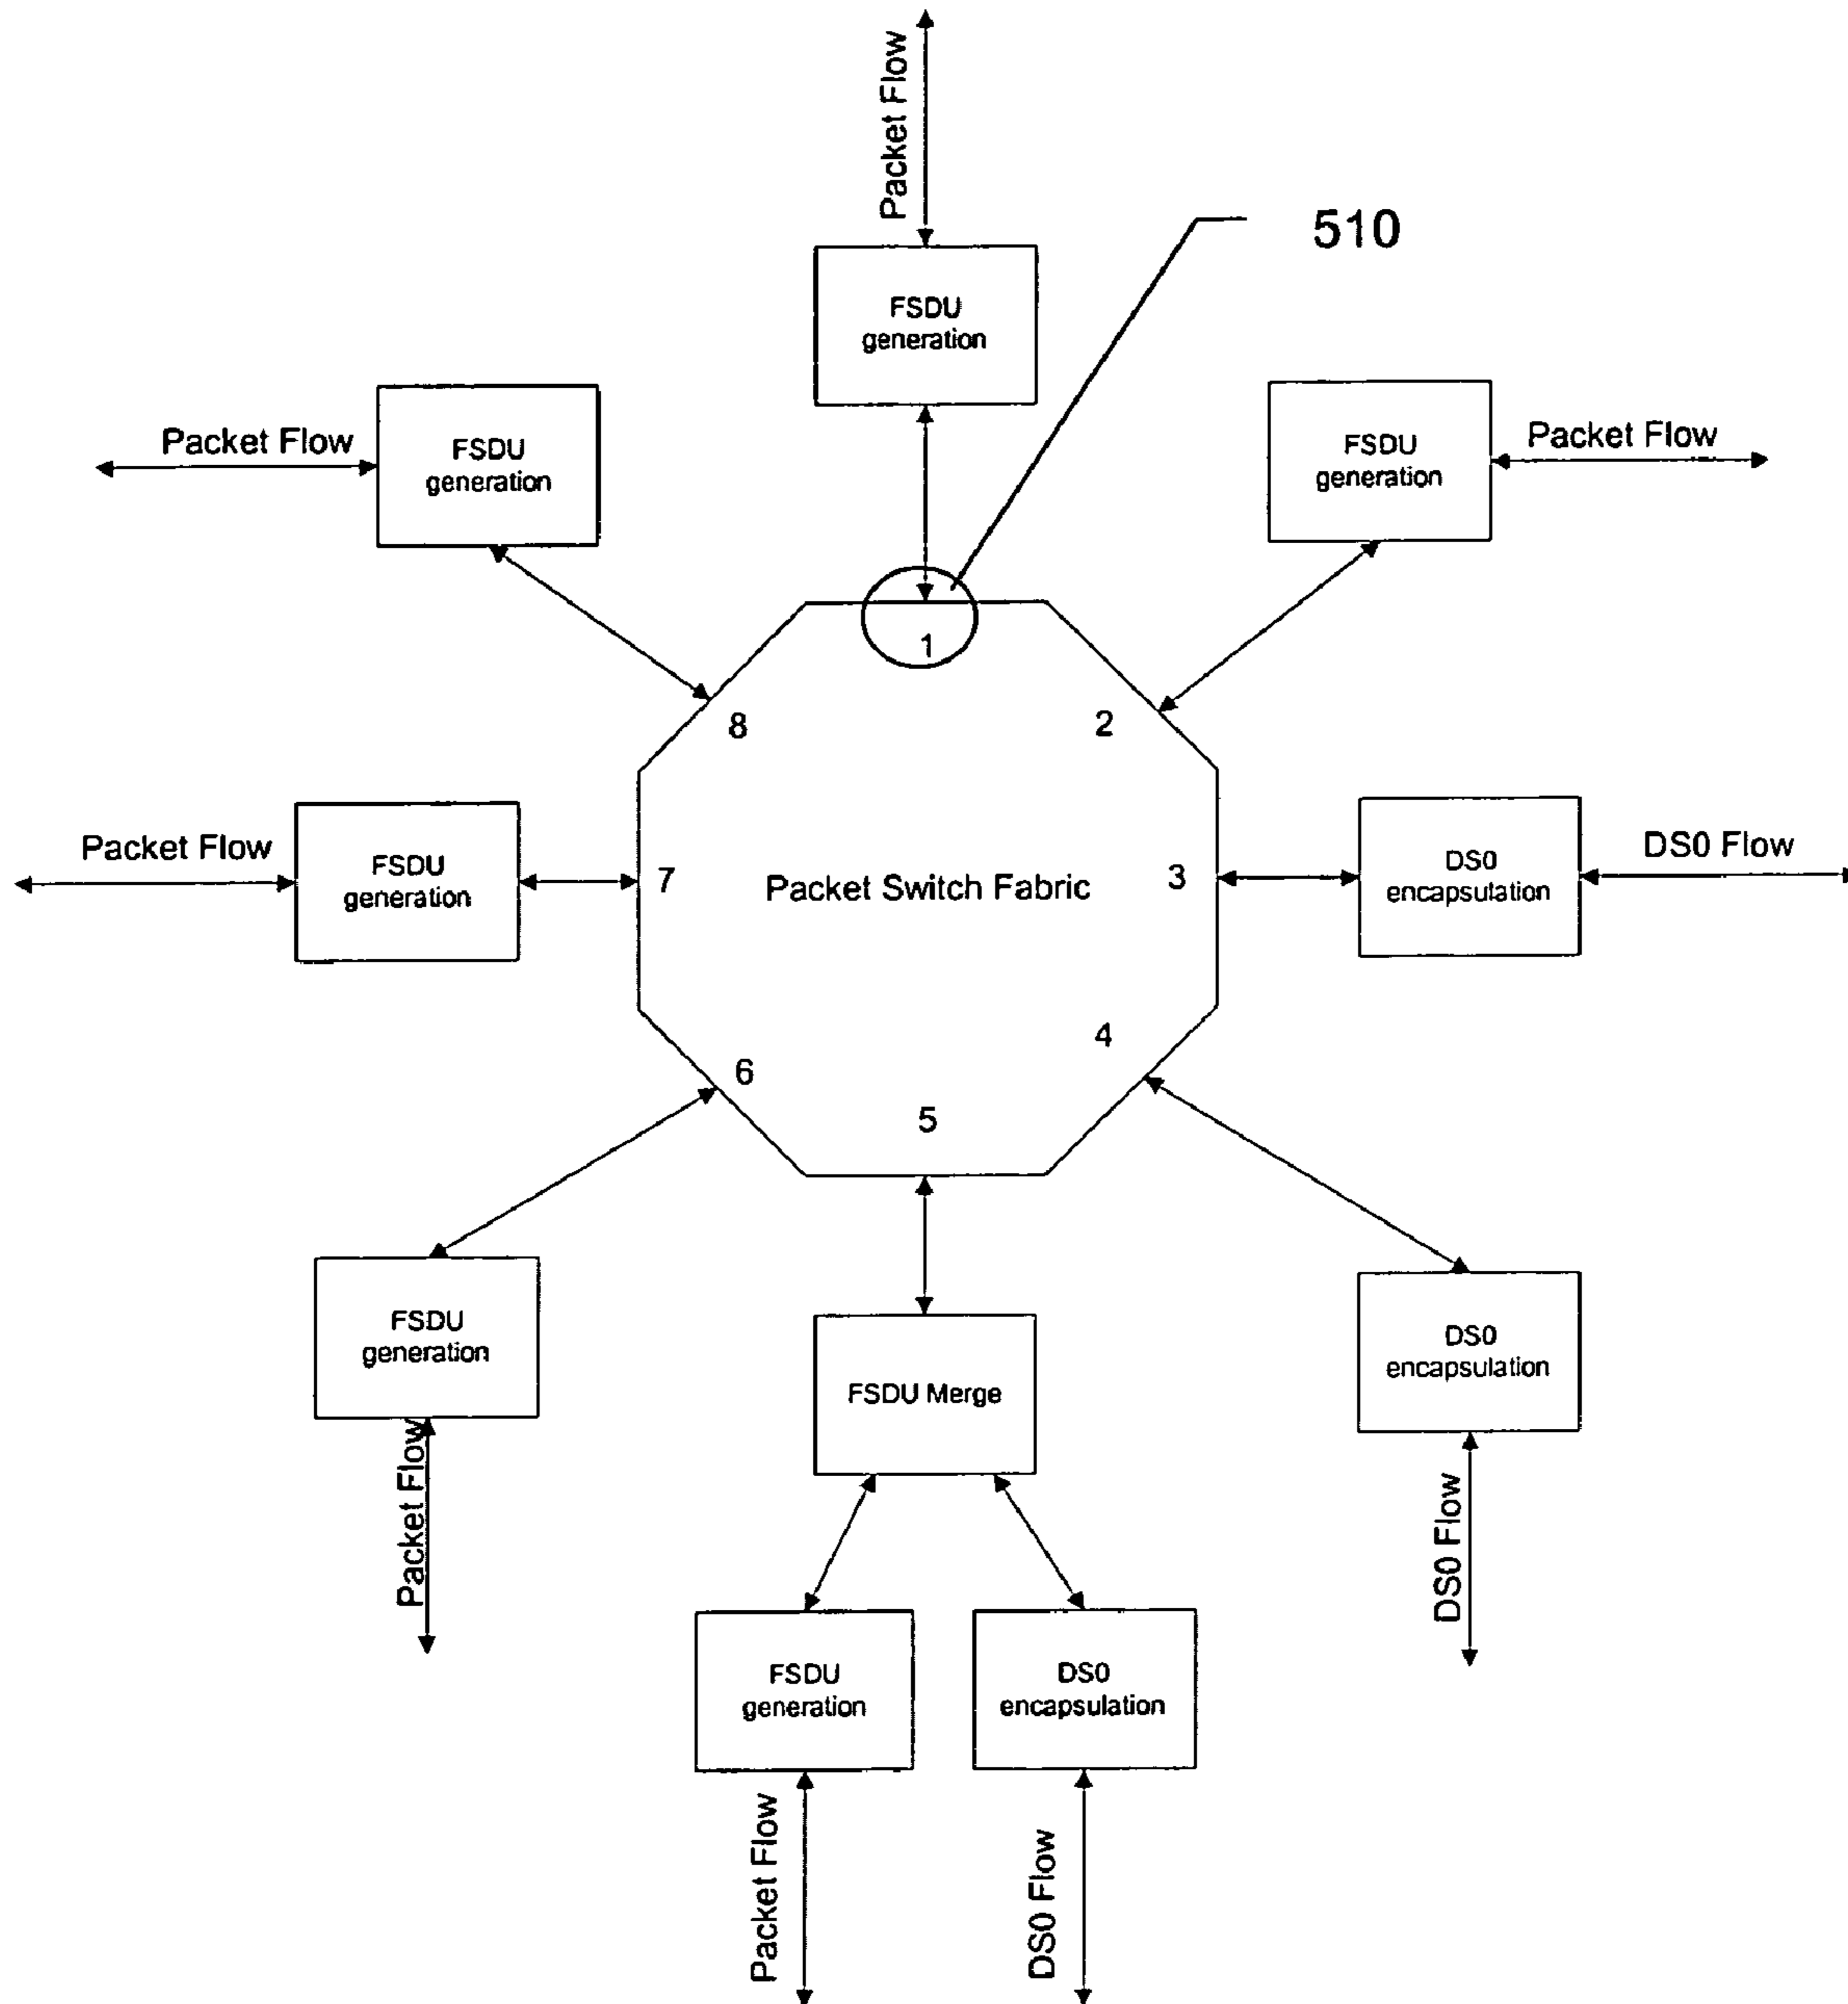 Packet Flow
510
FSDU
generation
FSDU
generation
Packet Flow
FSDU
generation
Packet Flow
1
8
2
Packet Flow
FSDU
generation
7
Packet Switch Fabric
3
DS0
encapsulation
DS0 Flow
6
4
5
FSDU
generation
Packet Flow
FSDU Merge
DS0
encapsulation
DS0 Flow
FSDU
generation
DS0
encapsulation
Packet Flow
DS0 Flow